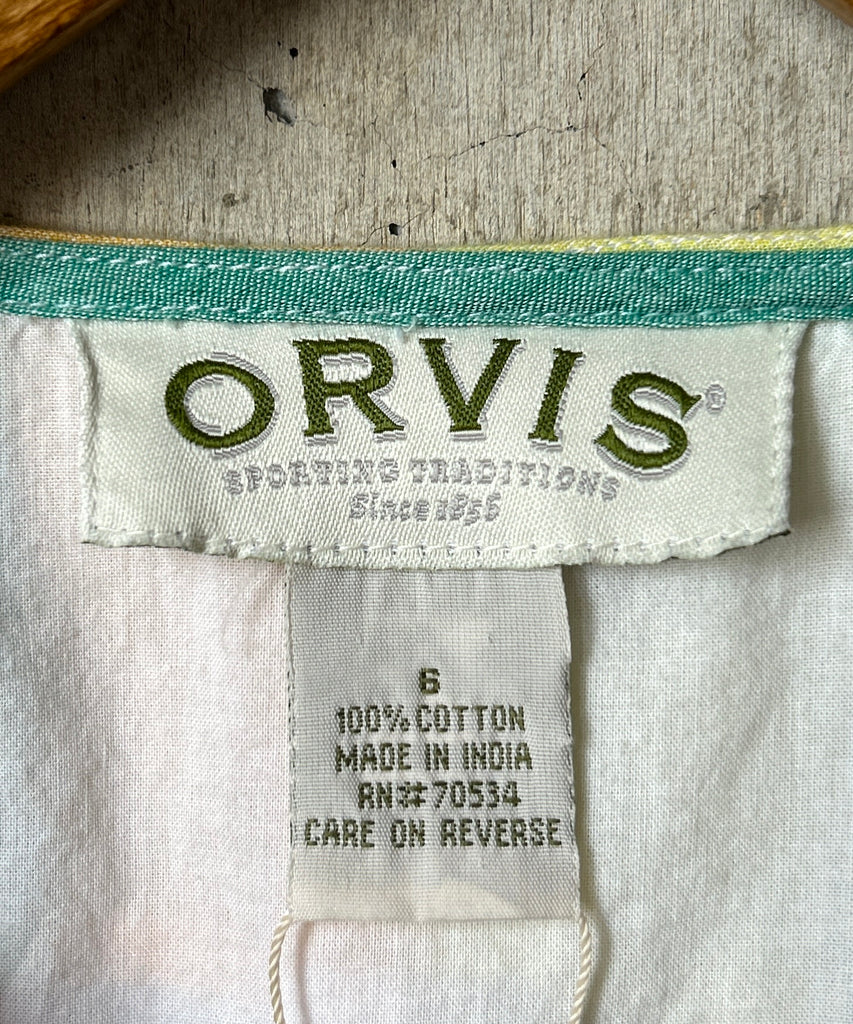 ORVIS®
SPORTING TRADITIONS
Since 1856
6
100% COTTON
MADE IN INDIA
RN# 70534
CARE ON REVERSE